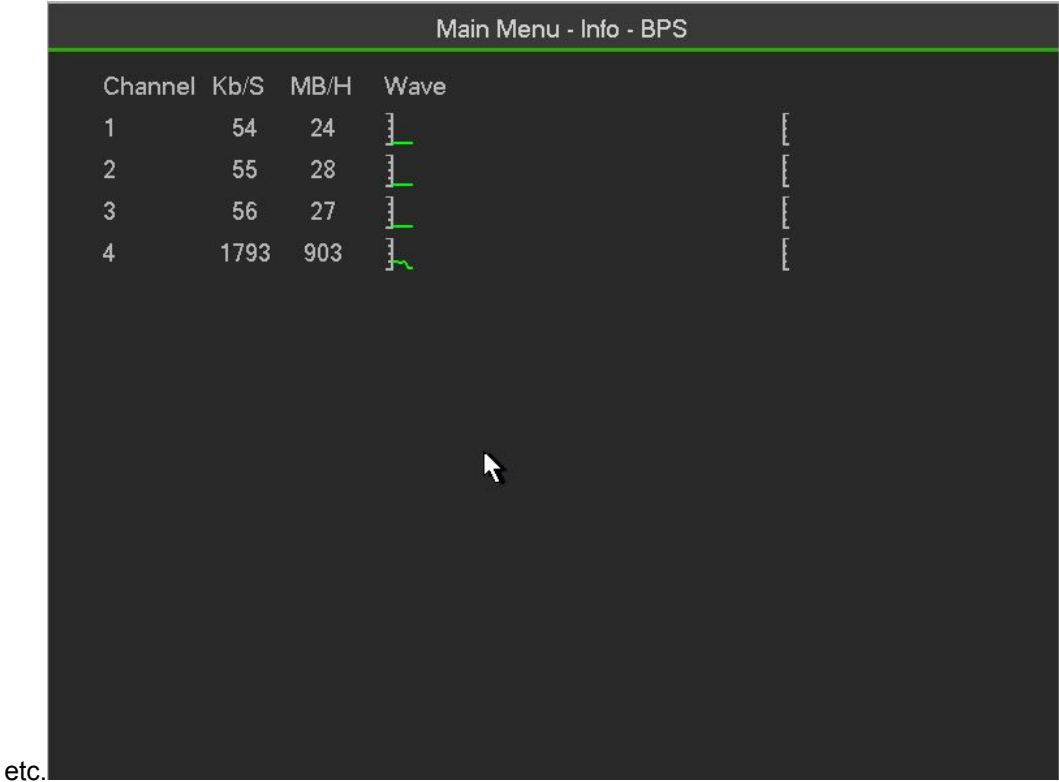 Main Menu - Info - BPS
Channel Kb/S MB/H Wave
1 54 24
2 55 28
3 56 27
4 1793 903
etc.